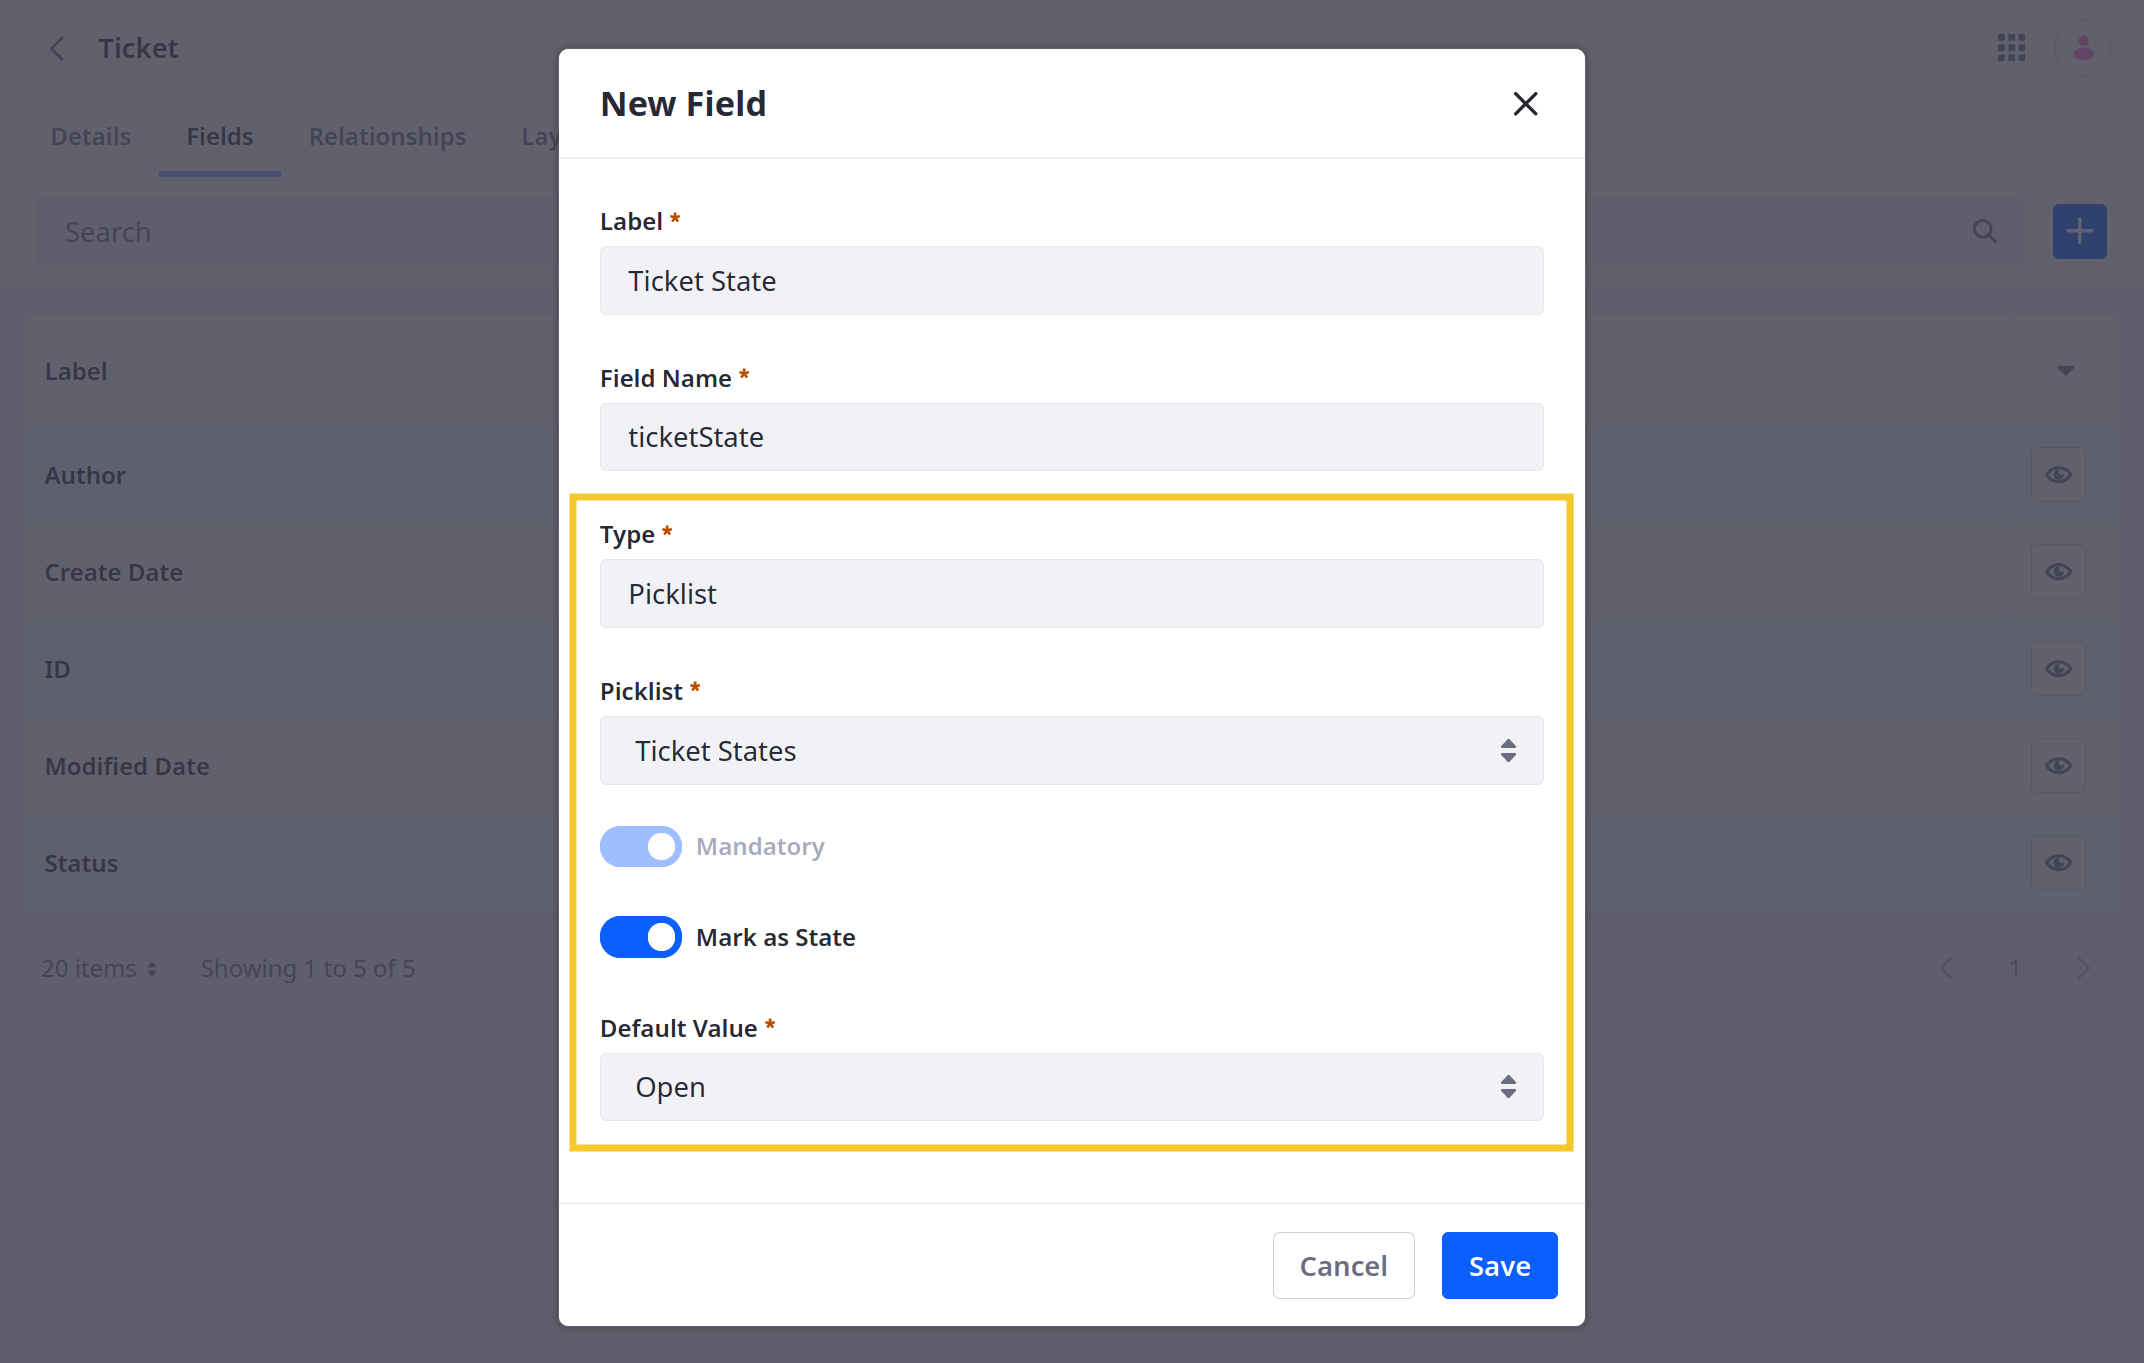 Ticket
Details Fields Relationships Lay
Search
Label
Author
Create Date
ID
Modified Date
Status
20 items Showing 1 to 5 of 5
1
New Field
Label *
Ticket State
Field Name *
ticketState
Type *
Picklist
Picklist *
Ticket States
Mandatory
Mark as State
Default Value *
Open
Cancel Save